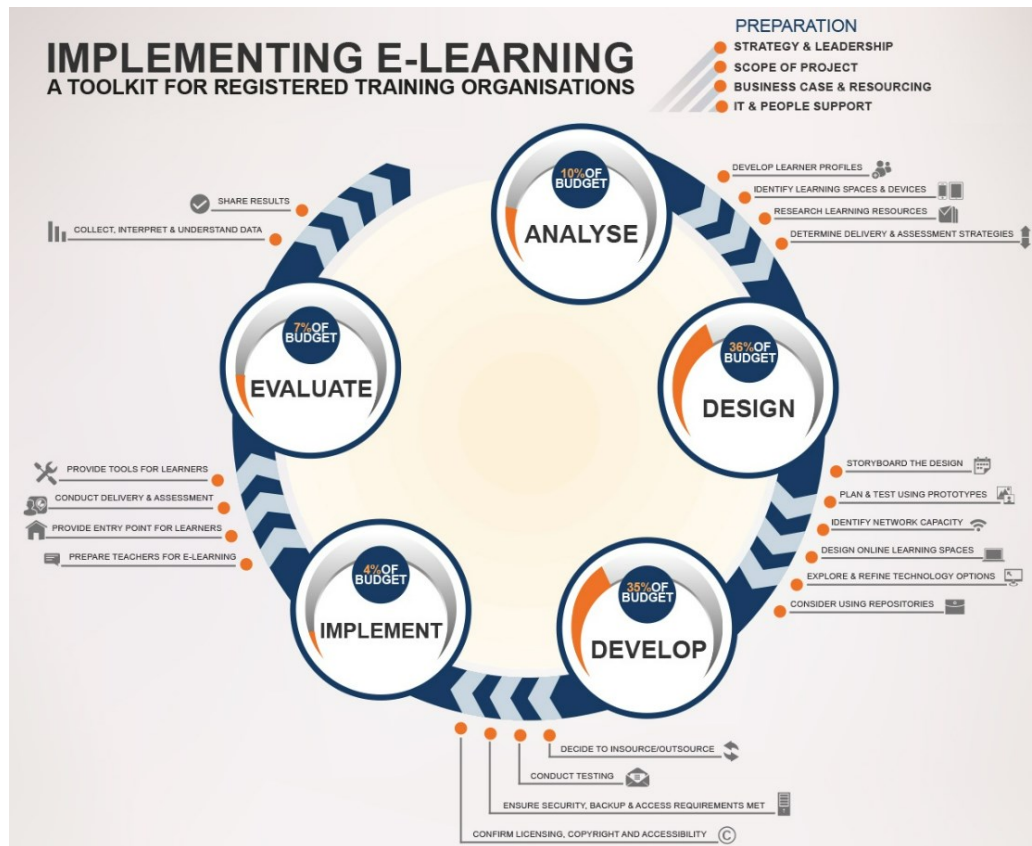 IMPLEMENTING E-LEARNING
A TOOLKIT FOR REGISTERED TRAINING ORGANISATIONS
PREPARATION
STRATEGY & LEADERSHIP
SCOPE OF PROJECT
BUSINESS CASE & RESOURCING
IT & PEOPLE SUPPORT
10% OF
BUDGET
ANALYSE
DEVELOP LEARNER PROFILES
IDENTIFY LEARNING SPACES & DEVICES
RESEARCH LEARNING RESOURCES
DETERMINE DELIVERY & ASSESSMENT STRATEGIES
36% OF
BUDGET
DESIGN
STORYBOARD THE DESIGN
PLAN & TEST USING PROTOTYPES
IDENTIFY NETWORK CAPACITY
DESIGN ONLINE LEARNING SPACES
EXPLORE & REFINE TECHNOLOGY OPTIONS
CONSIDER USING REPOSITORIES
35% OF
BUDGET
DEVELOP
DECIDE TO INSOURCE/OUTSOURCE
CONDUCT TESTING
ENSURE SECURITY, BACKUP & ACCESS REQUIREMENTS MET
CONFIRM LICENSING, COPYRIGHT AND ACCESSIBILITY ©
4% OF
BUDGET
IMPLEMENT
PROVIDE TOOLS FOR LEARNERS
CONDUCT DELIVERY & ASSESSMENT
PROVIDE ENTRY POINT FOR LEARNERS
PREPARE TEACHERS FOR E-LEARNING
7% OF
BUDGET
EVALUATE
SHARE RESULTS
COLLECT, INTERPRET & UNDERSTAND DATA